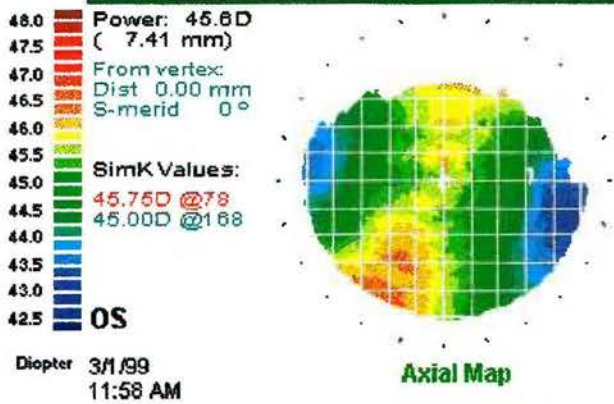 48.0
47.5
47.0
46.5
46.0
45.5
45.0
44.5
44.0
43.5
43.0
42.5
Diopter
Power: 45.6D
( 7.41 mm)
From vertex:
Dist 0.00 mm
S-merid 0°
SimK Values:
45.75D @78
45.00D @168
OS
3/1/99
11:58 AM
Axial Map